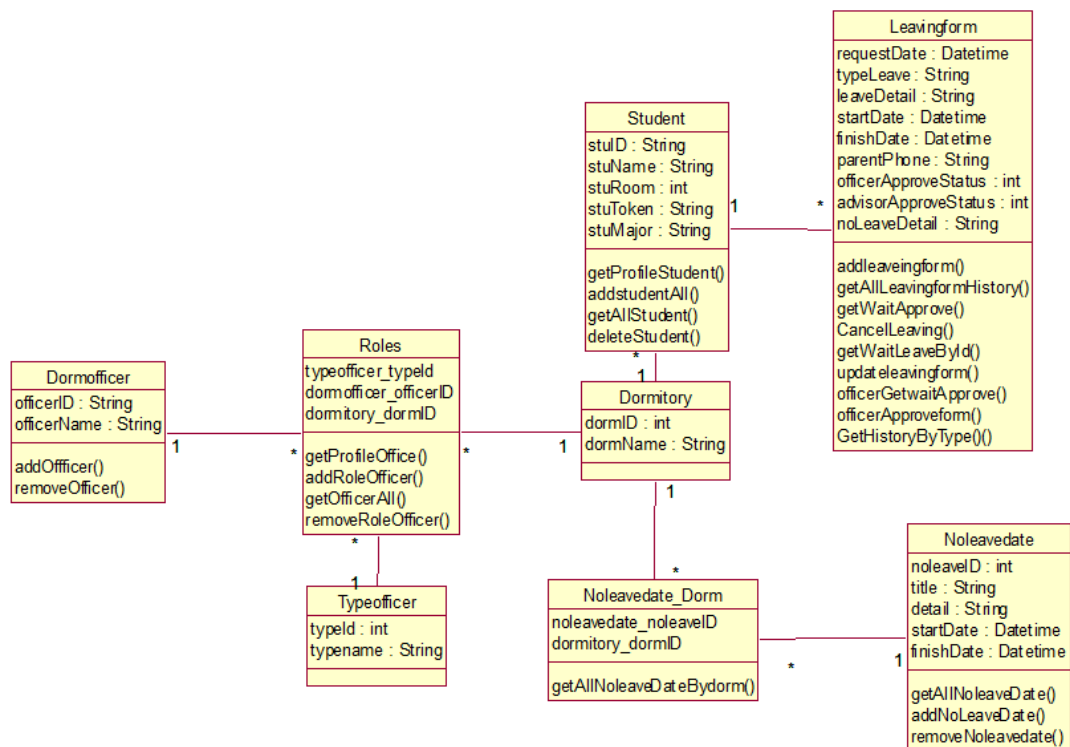 Leavingform
requestDate : Datetime
typeLeave : String
leaveDetail : String
startDate : Datetime
finishDate : Datetime
parentPhone : String
officerApproveStatus : int
advisorApproveStatus : int
noLeaveDetail : String
addleaveingform()
getAllLeavingformHistory()
getWaitApprove()
CancelLeaving()
getWaitLeaveById()
updateleavingform()
officerGetwaitApprove()
officerApproveform()
GetHistoryByType()()
Student
stuID : String
stuName : String
stuRoom : int
stuToken : String
stuMajor : String
getProfileStudent()
addstudentAll()
getAllStudent()
deleteStudent()
1
*
*
1
Roles
typeofficer_typeId
dormofficer_officerID
dormitory_dormID
getProfileOffice()
addRoleOfficer()
getOfficerAll()
removeRoleOfficer()
Dormofficer
officerID : String
officerName : String
addOffficer()
removeOfficer()
1
*
Dormitory
dormID : int
dormName : String
*
1
1
*
*
1
Typeofficer
typeId : int
typename : String
Noleavedate_Dorm
noleavedate_noleaveID
dormitory_dormID
getAllNoleaveDateBydorm()
*
1
Noleavedate
noleaveID : int
title : String
detail : String
startDate : Datetime
finishDate : Datetime
getAllNoleaveDate()
addNoLeaveDate()
removeNoleavedate()